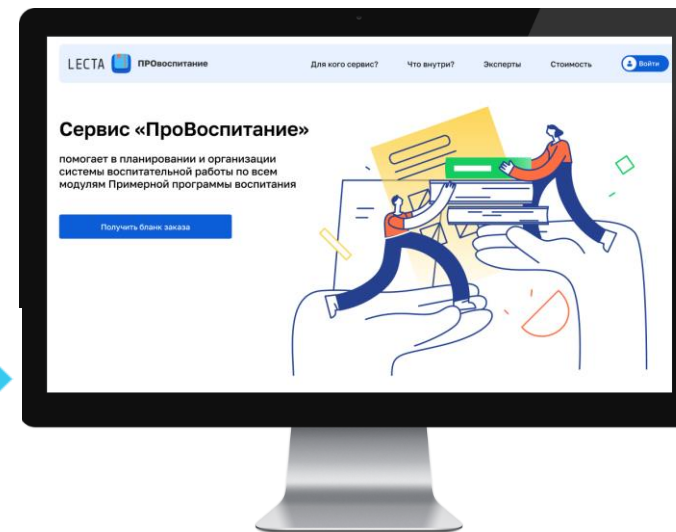 LECTA ПРОвоспитание Для кого сервис? Что внутри? Эксперты Стоимость Войти
Сервис «ПроВоспитание»
помогает в планировании и организации
системы воспитательной работы по всем
модулям Примерной программы воспитания
Получить бланк заказа